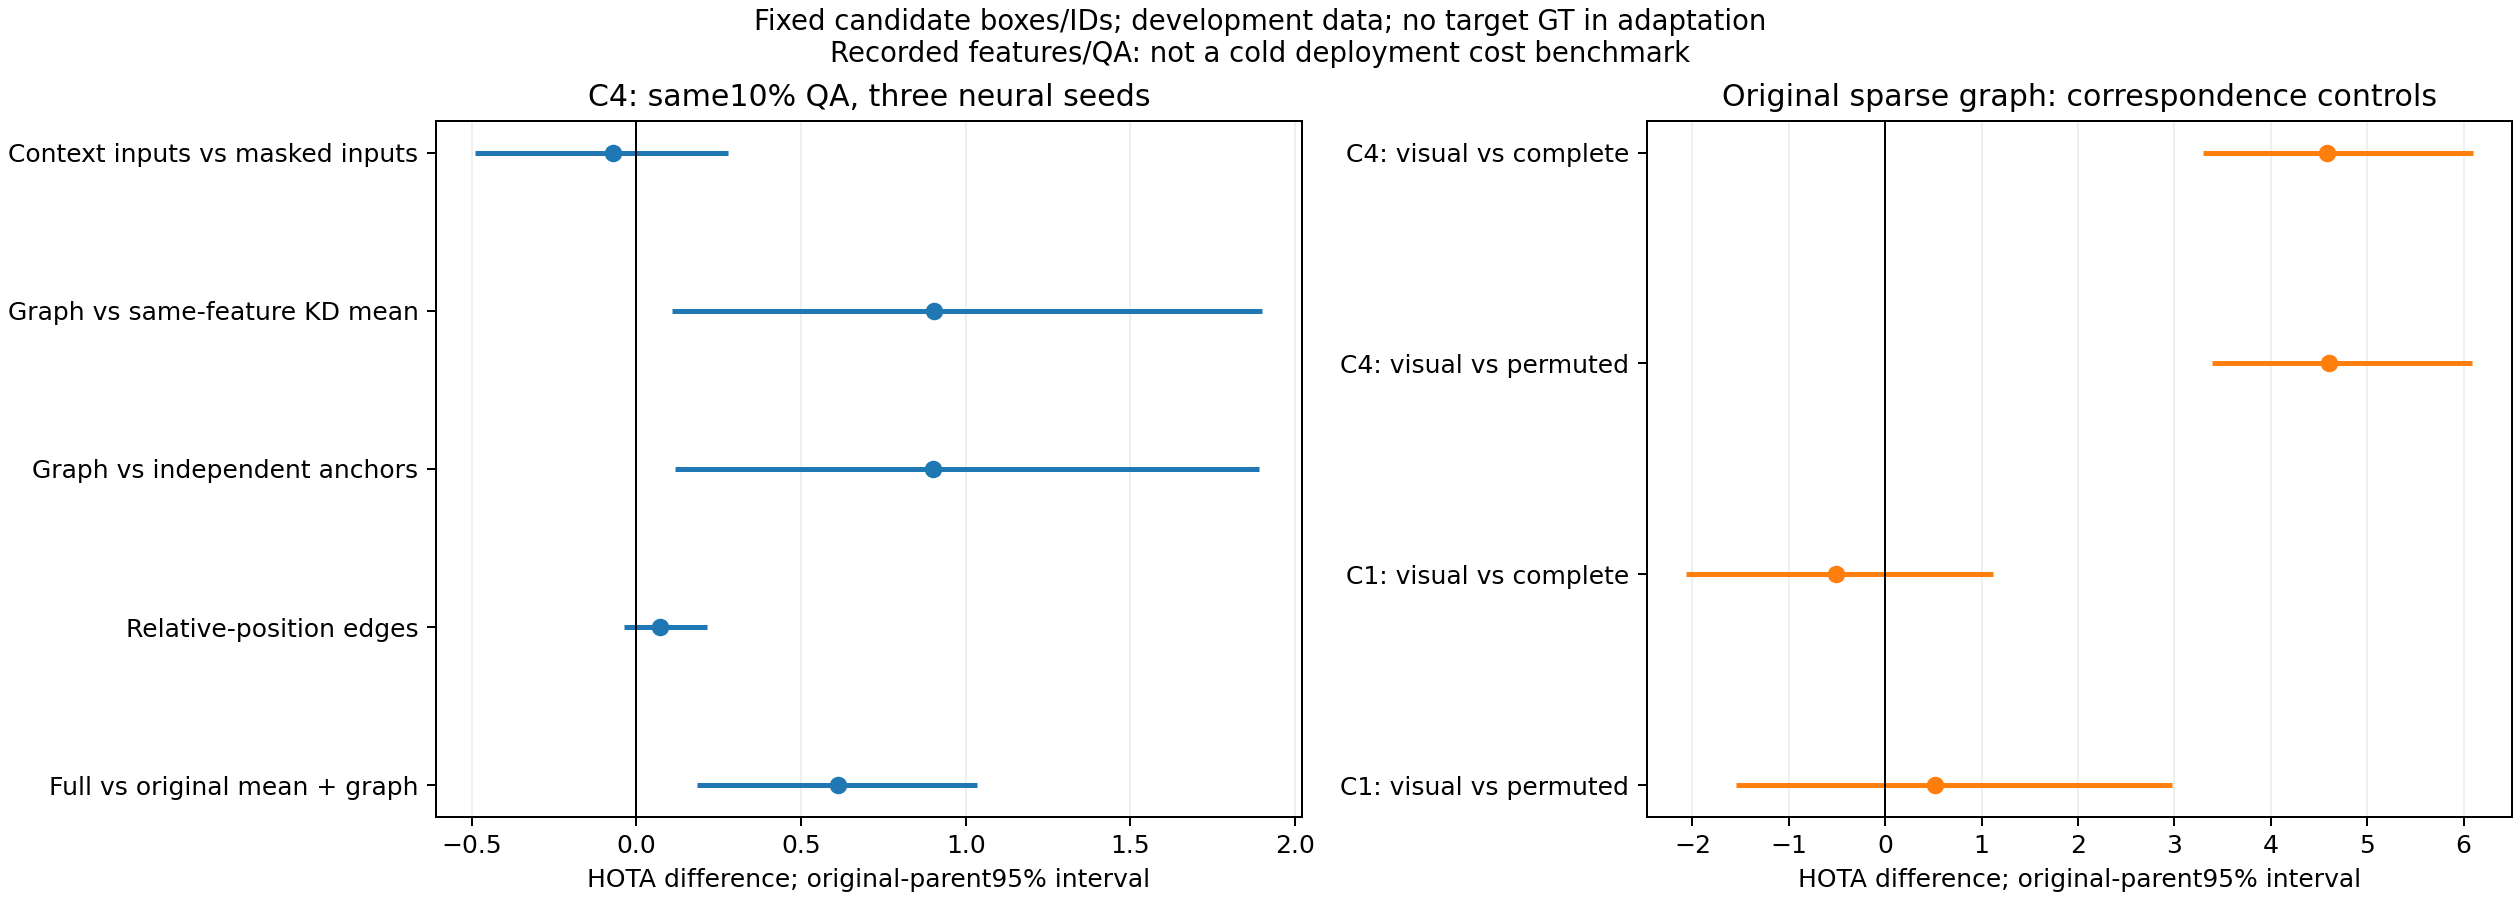 Fixed candidate boxes/IDs; development data; no target GT in adaptation
Recorded features/QA: not a cold deployment cost benchmark
C4: same10% QA, three neural seeds
Context inputs vs masked inputs
Graph vs same-feature KD mean
Graph vs independent anchors
Relative-position edges
Full vs original mean + graph
−0.5 0.0 0.5 1.0 1.5 2.0
HOTA difference; original-parent95% interval
Original sparse graph: correspondence controls
C4: visual vs complete
C4: visual vs permuted
C1: visual vs complete
C1: visual vs permuted
−2 −1 0 1 2 3 4 5 6
HOTA difference; original-parent95% interval